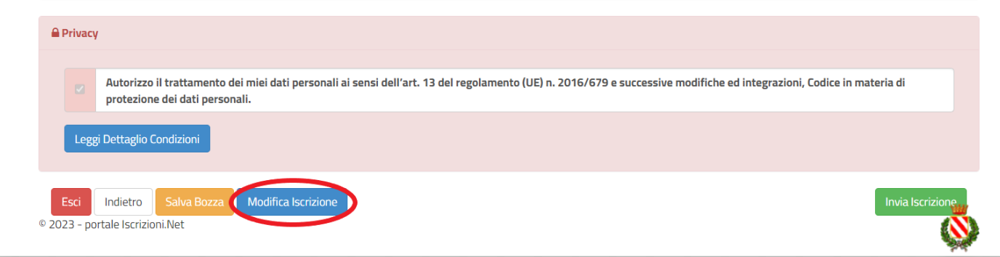 Privacy
Autorizzo il trattamento dei miei dati personali ai sensi dell'art. 13 del regolamento (UE) n. 2016/679 e successive modifiche ed integrazioni, Codice in materia di
protezione dei dati personali.
Leggi Dettaglio Condizioni
Esci Indietro Salva Bozza Modifica Iscrizione Invia Iscrizione
© 2023 - portale Iscrizioni.Net